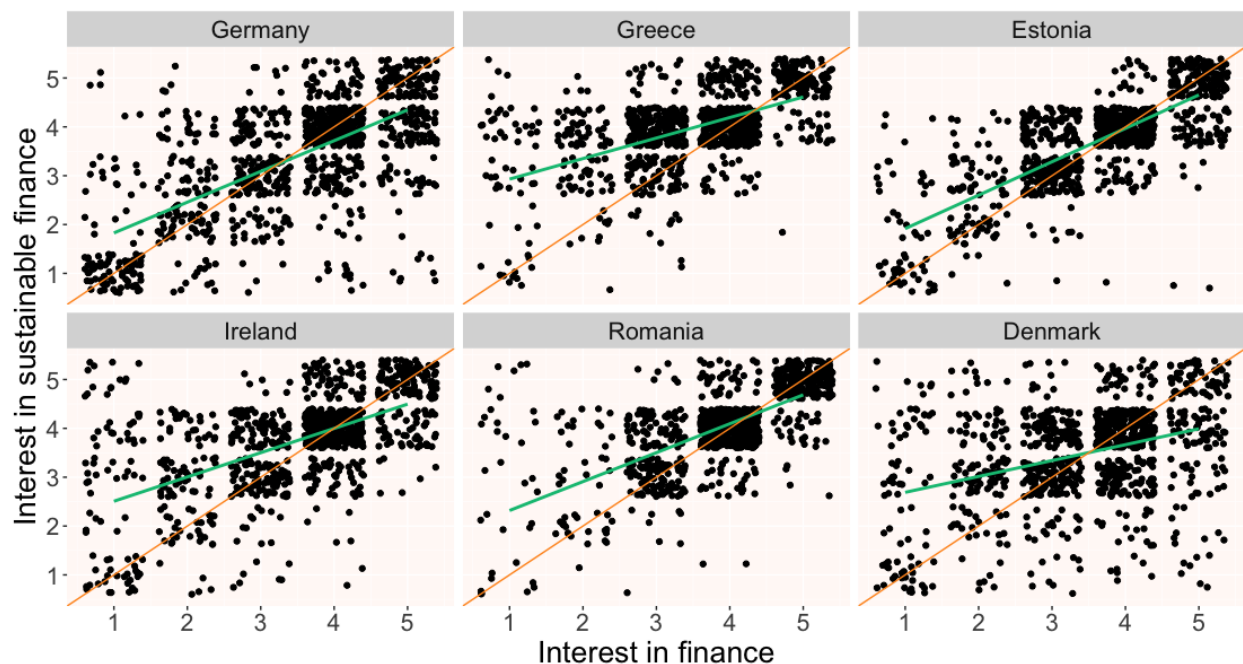 Germany Greece Estonia
5
4
3
2
1
Ireland Romania Denmark
5
4
3
2
1
1 2 3 4 5 1 2 3 4 5 1 2 3 4 5
Interest in finance
Interest in sustainable finance